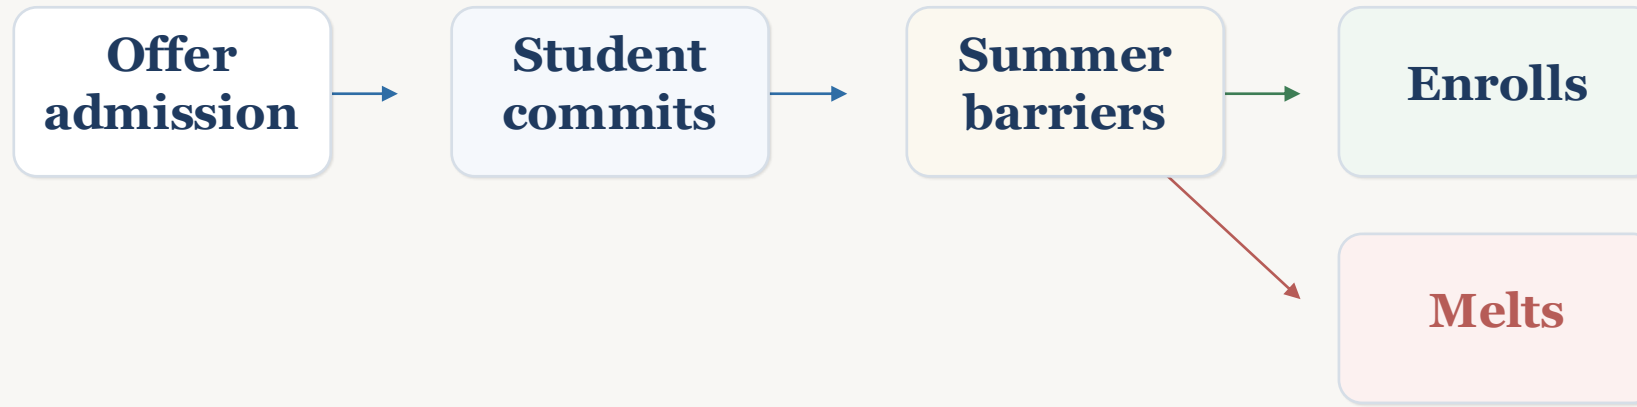 Offer
admission
Student
commits
Summer
barriers
Enrolls
Melts